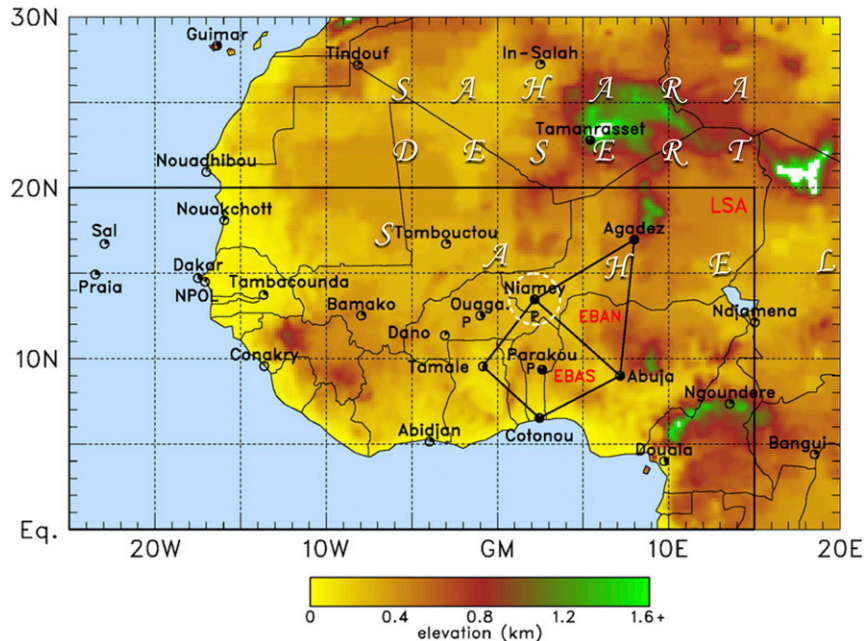 30N
Guimar
Tindouf
In-Salah
S A H A R A
Tamanrasset
D E S E R T
Nouadhibou
20N
LSA
Nouakchott
Sal
S
Tombouctou
Agadez
A H E L
Dakar
Praia
NPOL
Tambacounda
Niamey
Bamako
Ouaga
P
P
EBAN
Ndjamena
Dano
10N
Conakry
Tamale
Parakou
P
EBAS
Abuja
Ngoundere
Abidjan
Cotonou
Douala
Bangui
Eq.
20W 10W GM 10E 20E
0 0.4 0.8 1.2 1.6+
elevation (km)